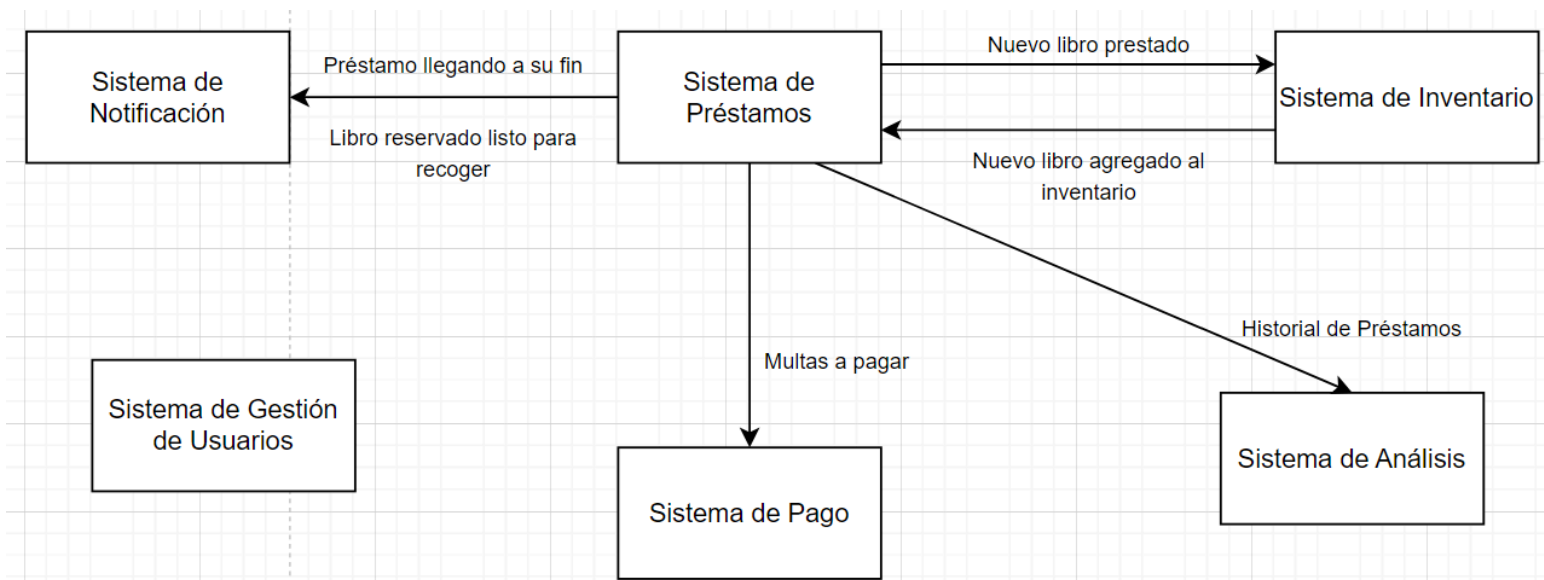 Sistema de
Notificación
Préstamo llegando a su fin
Libro reservado listo para
recoger
Sistema de
Préstamos
Nuevo libro prestado
Nuevo libro agregado al
inventario
Sistema de Inventario
Historial de Préstamos
Multas a pagar
Sistema de Gestión
de Usuarios
Sistema de Pago
Sistema de Análisis